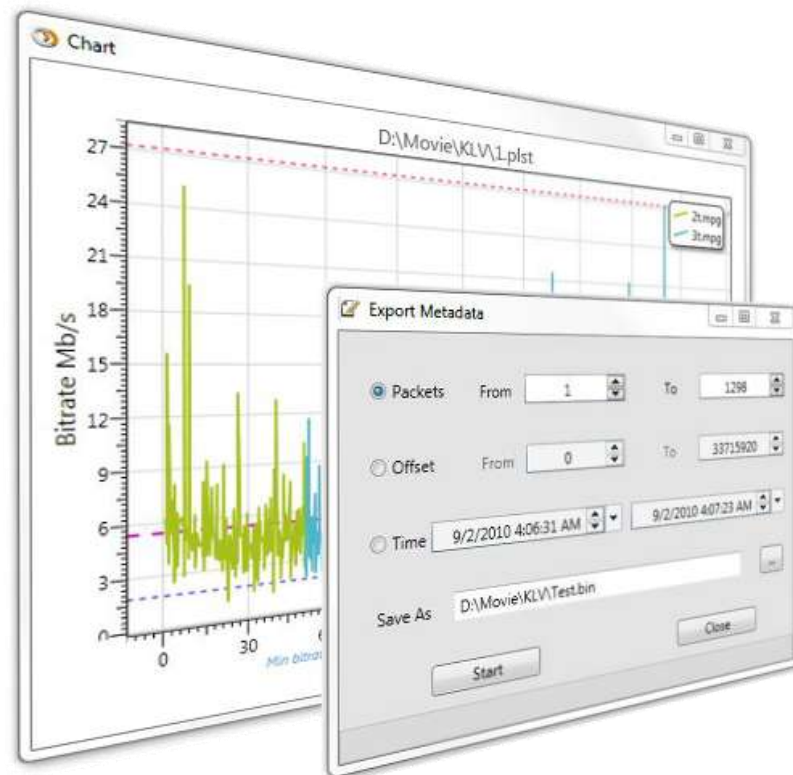 Chart
D:\Movie\KLV\1.plst
27
24
21
18
15
12
9
6
3
0
Bitrate Mb/s
2t.mpg
3t.mpg
0
30
Min bitra
Export Metadata
Packets From 1 To 1298
Offset From 0 To 33715920
Time 9/2/2010 4:06:31 AM 9/2/2010 4:07:23 AM
Save As D:\Movie\KLV\Test.bin ...
Start Close